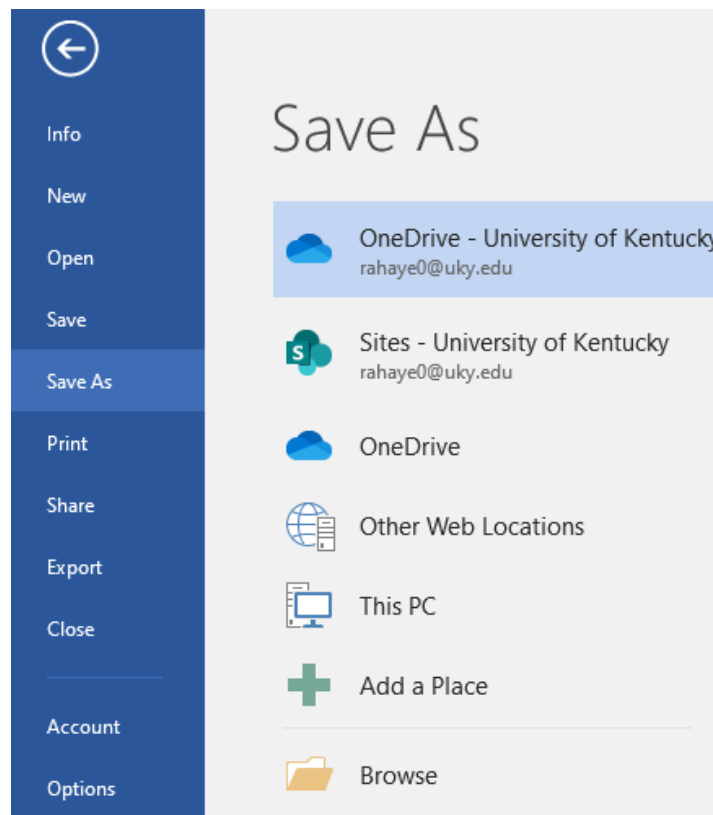 Info
New
Open
Save
Save As
Print
Share
Export
Close
Account
Options
Save As
OneDrive - University of Kentucky
rahaye0@uky.edu
S
Sites - University of Kentucky
rahaye0@uky.edu
OneDrive
Other Web Locations
This PC
Add a Place
Browse